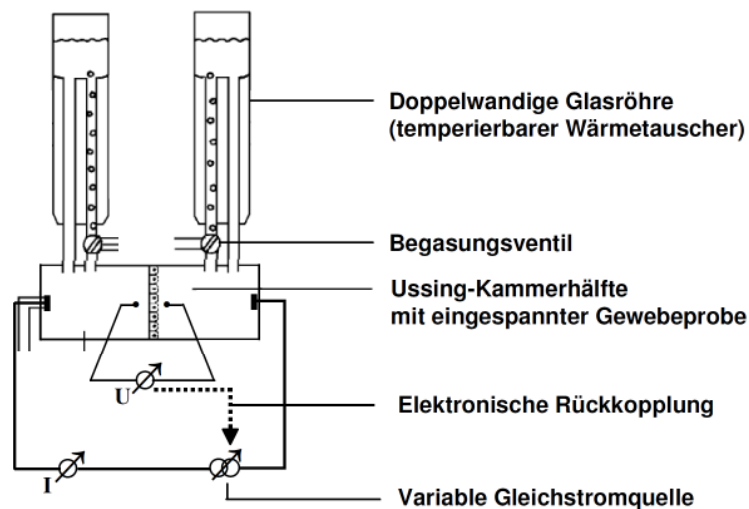 Doppelwandige Glasröhre
(temperierbarer Wärmetauscher)
Begasungsventil
Ussing-Kammerhälfte
mit eingespannter Gewebeprobe
U
Elektronische Rückkopplung
I
Variable Gleichstromquelle